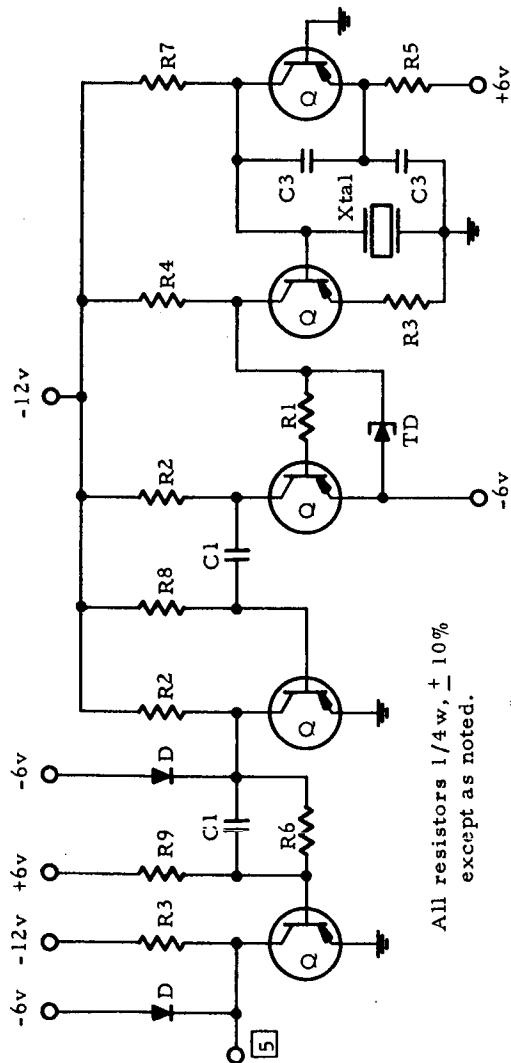 -6v
-12v
+6v
-6v
-12v
D
R3
R9
D
R2
R8
R2
R4
R7
C1
C1
R6
R1
C3
Xtal
C3
Q
Q
Q
Q
Q
5
TD
R3
R5
-6v
+6v
All resistors 1/4w, ± 10%
except as noted.